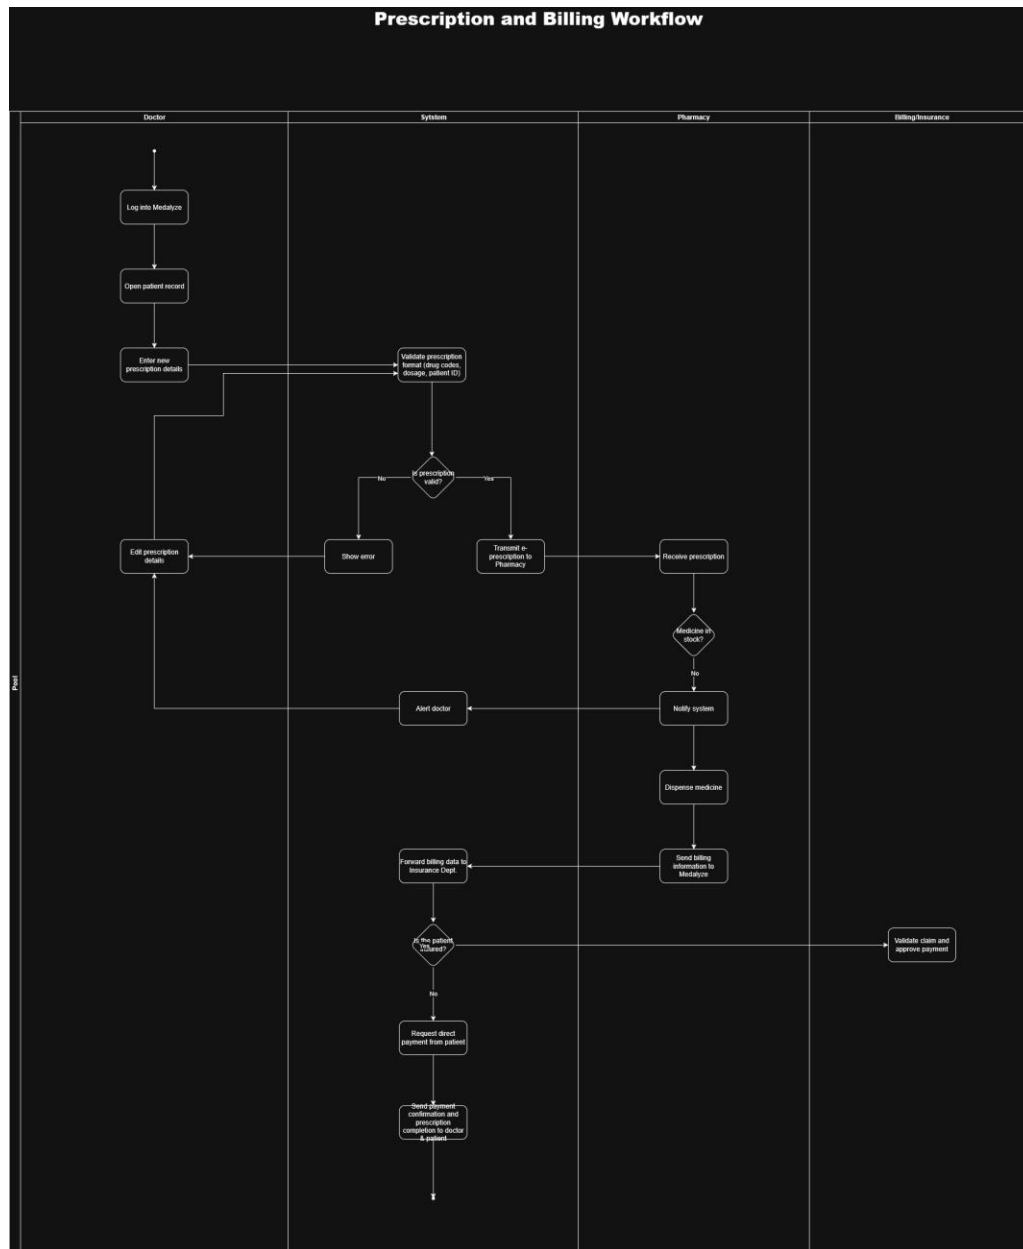 Prescription and Billing Workflow
Doctor
Sytstem
Pharmacy
Billing/Insurance
Pool
Log into Medalyze
Open patient record
Enter new
prescription details
Validate prescription
format (drug codes,
dosage, patient ID)
Is prescription
valid?
No
Yes
Edit prescription
details
Show error
Transmit e-
prescription to
Pharmacy
Receive prescription
Medicine in
stock?
No
Alert doctor
Notify system
Dispense medicine
Forward billing data to
Insurance Dept.
Send billing
information to
Medalyze
Is the patient
insured?
Yes
Validate claim and
approve payment
No
Request direct
payment from patient
Send payment
confirmation and
prescription
completion to doctor
& patient